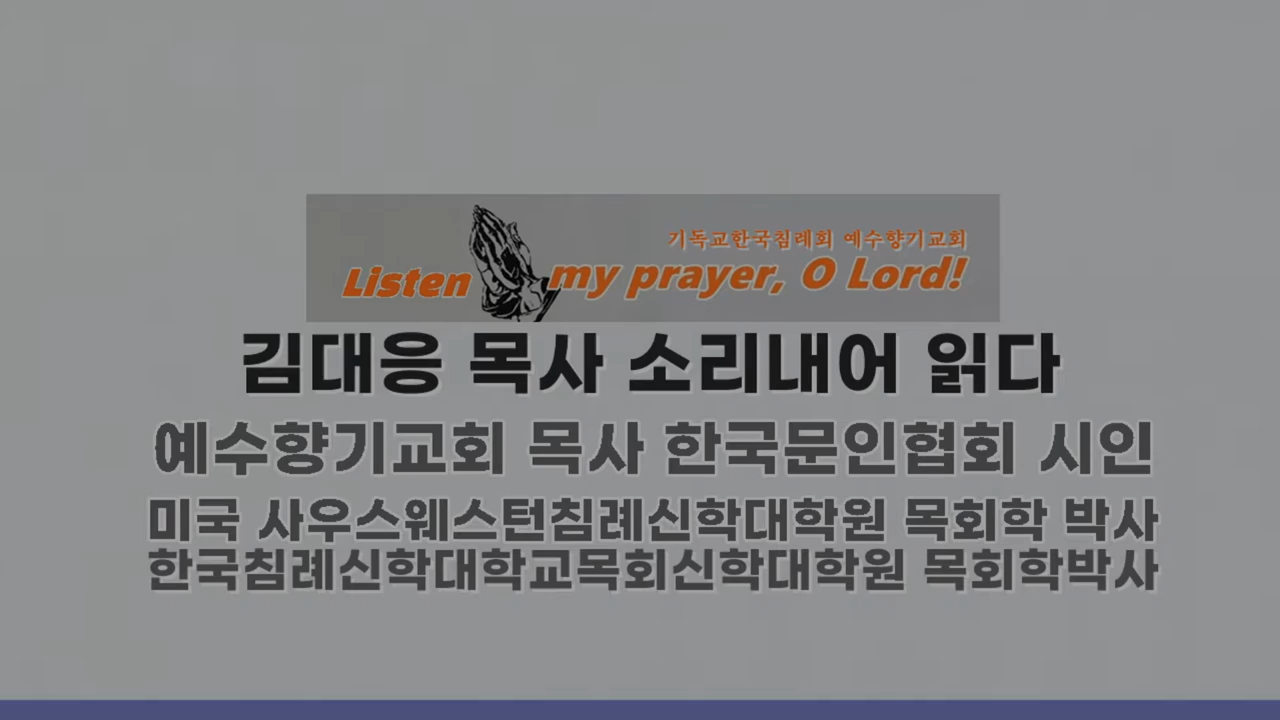 기독교한국침례회 예수향기교회
Listen my prayer, O Lord!
김대응 목사 소리내어 읽다
예수향기교회 목사 한국문인협회 시인
미국 사우스웨스턴침례신학대학원 목회학 박사
한국침례신학대학교목회신학대학원 목회학박사